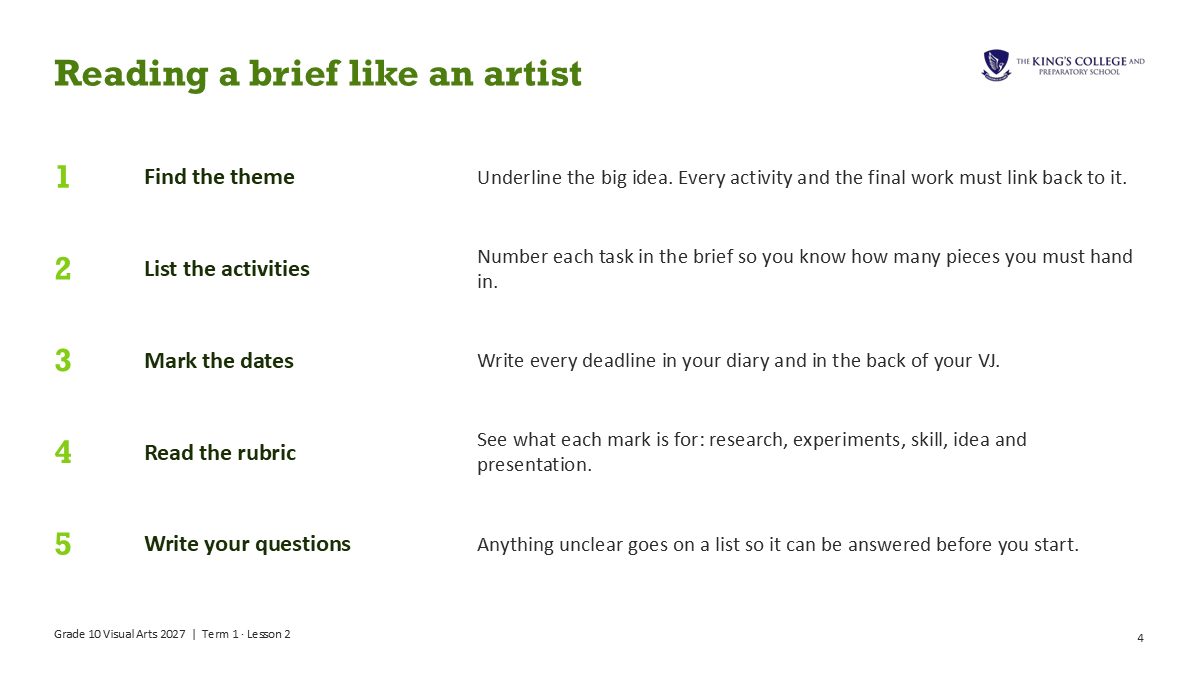 Reading a brief like an artist
THE KING'S COLLEGE AND
PREPARATORY SCHOOL
1 Find the theme Underline the big idea. Every activity and the final work must link back to it.
2 List the activities Number each task in the brief so you know how many pieces you must hand
in.
3 Mark the dates Write every deadline in your diary and in the back of your VJ.
4 Read the rubric See what each mark is for: research, experiments, skill, idea and
presentation.
5 Write your questions Anything unclear goes on a list so it can be answered before you start.
Grade 10 Visual Arts 2027 | Term 1 · Lesson 2
4